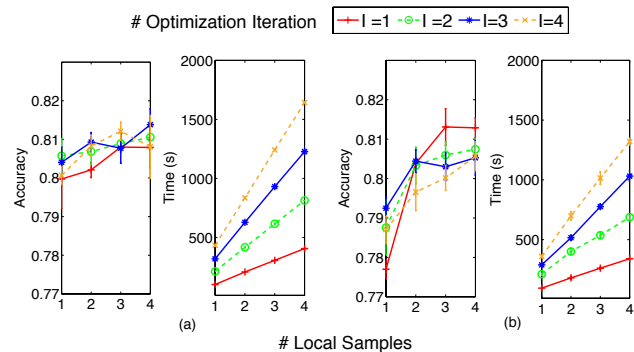 # Optimization Iteration
I =1 I =2 I=3 I=4
Accuracy
0.82
0.81
0.8
0.79
0.78
0.77
1 2 3 4
Time (s)
2000
1500
1000
500
1 2 3 4
(a)
Accuracy
0.82
0.81
0.8
0.79
0.78
0.77
1 2 3 4
Time (s)
2000
1500
1000
500
1 2 3 4
(b)
# Local Samples